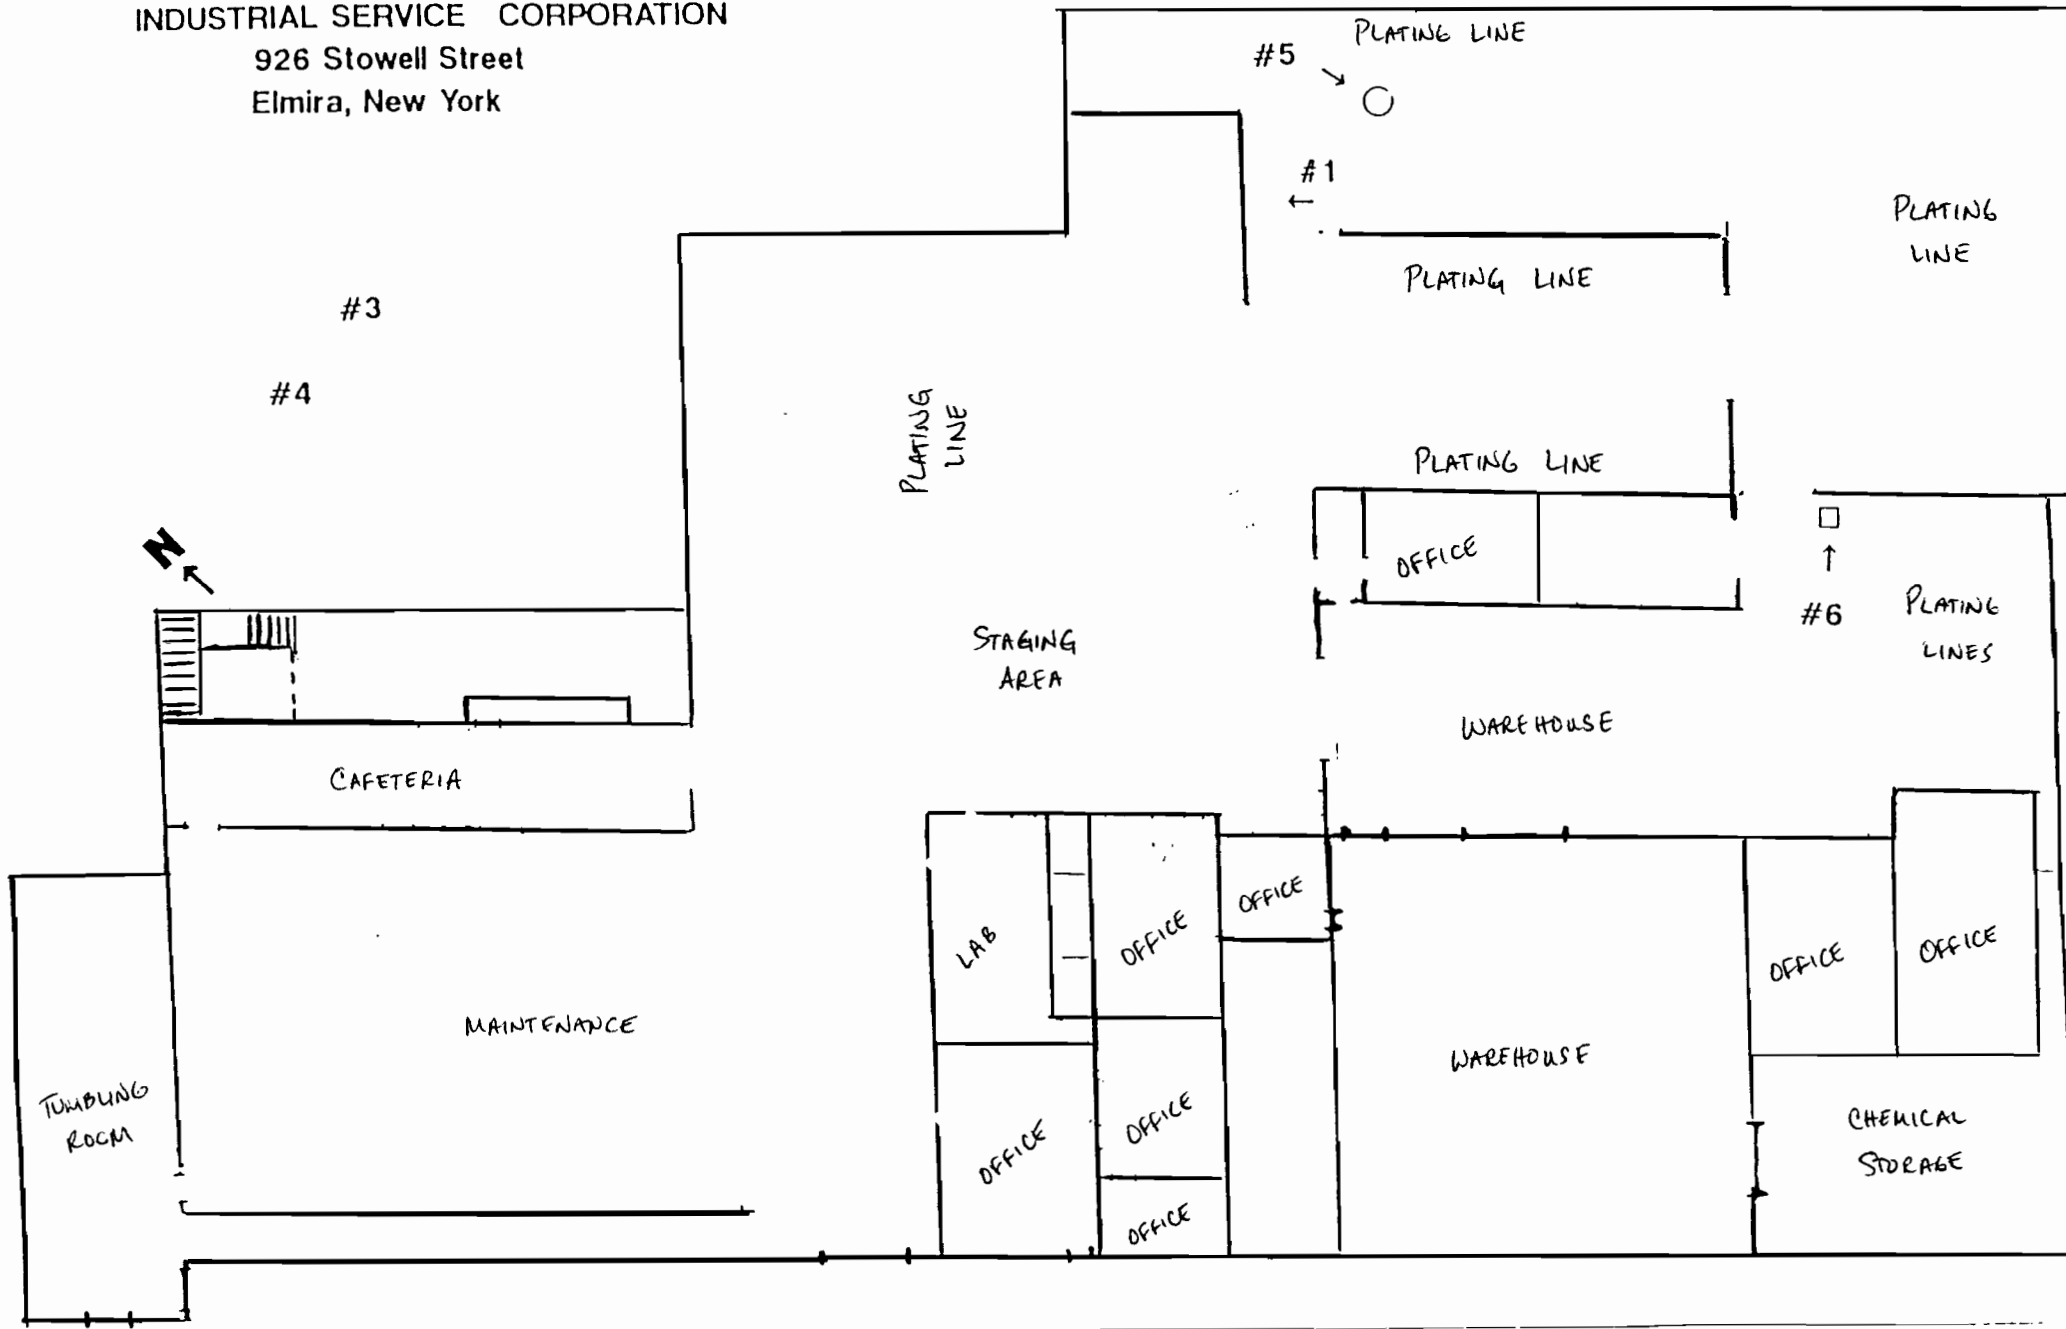 INDUSTRIAL SERVICE CORPORATION
926 Stowell Street
Elmira, New York
PLATING LINE
#5
#1
PLATING
LINE
PLATING LINE
#3
#4
PLATING
LINE
PLATING LINE
N
OFFICE
#6
PLATING
LINES
STAGING
AREA
WAREHOUSE
CAFETERIA
OFFICE
LAB
OFFICE
OFFICE
OFFICE
MAINTENANCE
WAREHOUSE
TUMBLING
ROOM
OFFICE
OFFICE
CHEMICAL
STORAGE
OFFICE